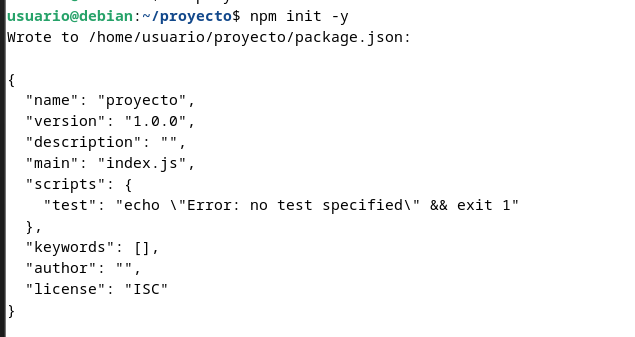 usuario@debian:~/proyecto$ npm init -y
Wrote to /home/usuario/proyecto/package.json:

{
  "name": "proyecto",
  "version": "1.0.0",
  "description": "",
  "main": "index.js",
  "scripts": {
    "test": "echo \"Error: no test specified\" && exit 1"
  },
  "keywords": [],
  "author": "",
  "license": "ISC"
}